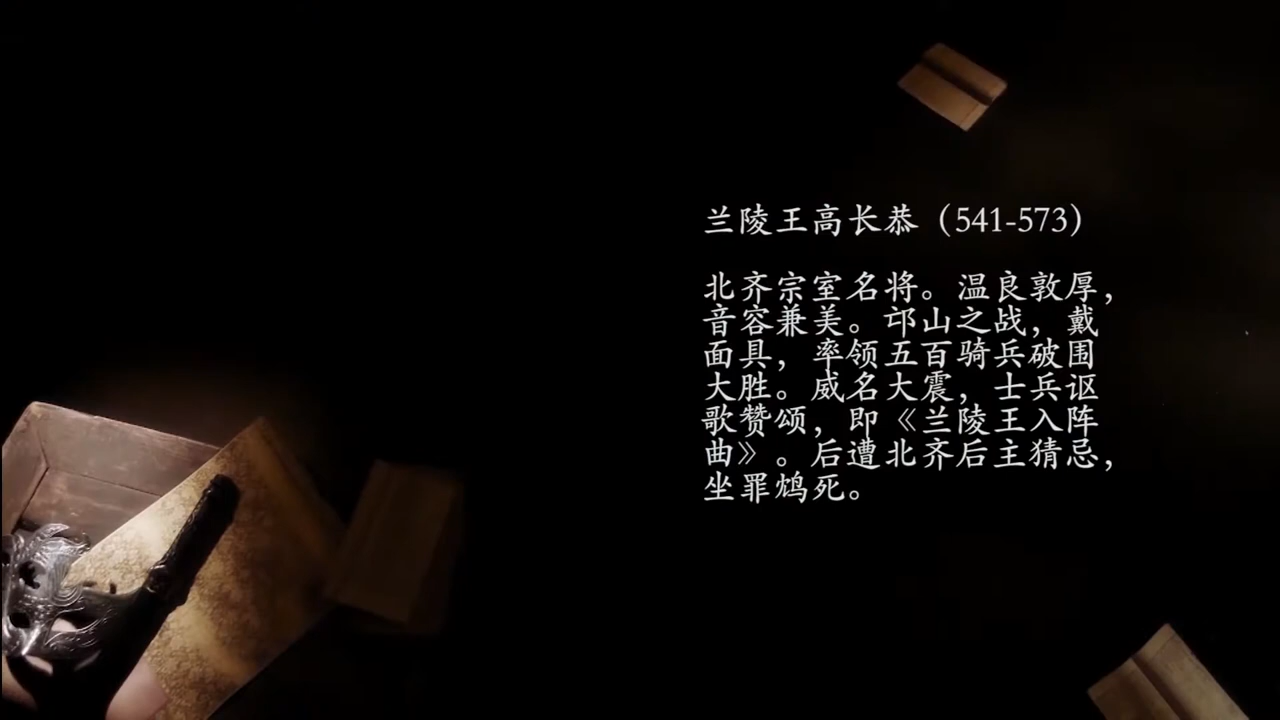 兰陵王高长恭（541-573）
北齐宗室名将。温良敦厚，
音容兼美。邙山之战，戴
面具，率领五百骑兵破围
大胜。威名大震，士兵讴
歌赞颂，即《兰陵王入阵
曲》。后遭北齐后主猜忌，
坐罪鸩死。